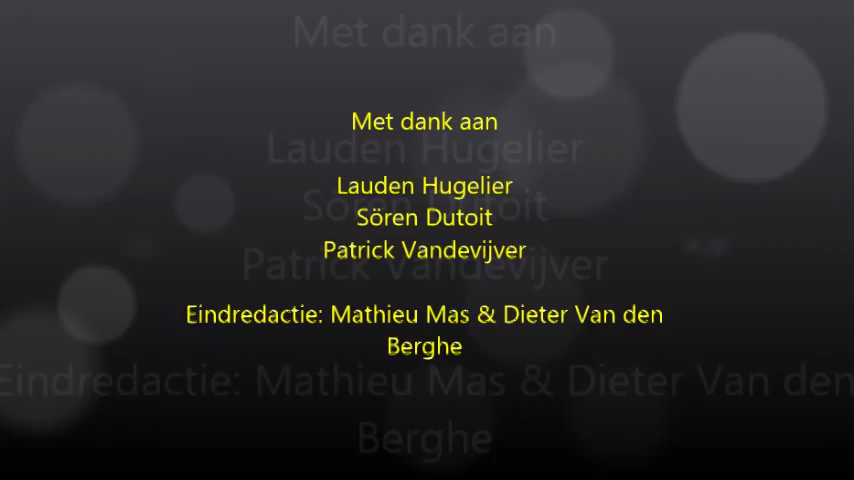 Met dank aan
Lauden Hugelier
Sören Dutoit
Patrick Vandevijver
Eindredactie: Mathieu Mas & Dieter Van den
Berghe